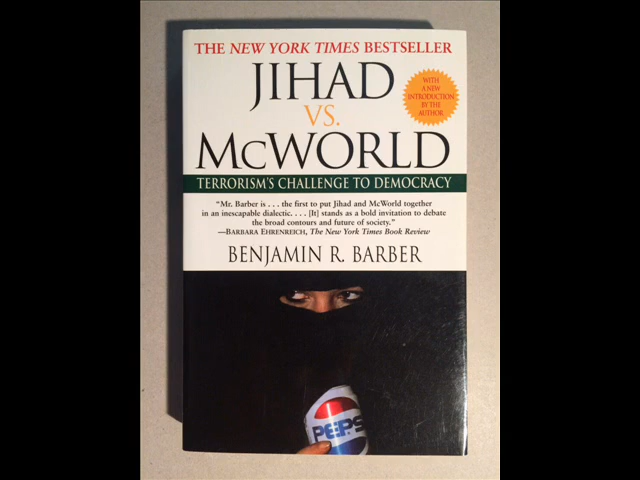 THE NEW YORK TIMES BESTSELLER
JIHAD
VS.
McWORLD
WITH
A NEW
INTRODUCTION
BY THE
AUTHOR
TERRORISM'S CHALLENGE TO DEMOCRACY
“Mr. Barber is . . . the first to put Jihad and McWorld together
in an inescapable dialectic. . . . [It] stands as a bold invitation to debate
the broad contours and future of society.”
—BARBARA EHRENREICH, The New York Times Book Review
BENJAMIN R. BARBER
PEPSI